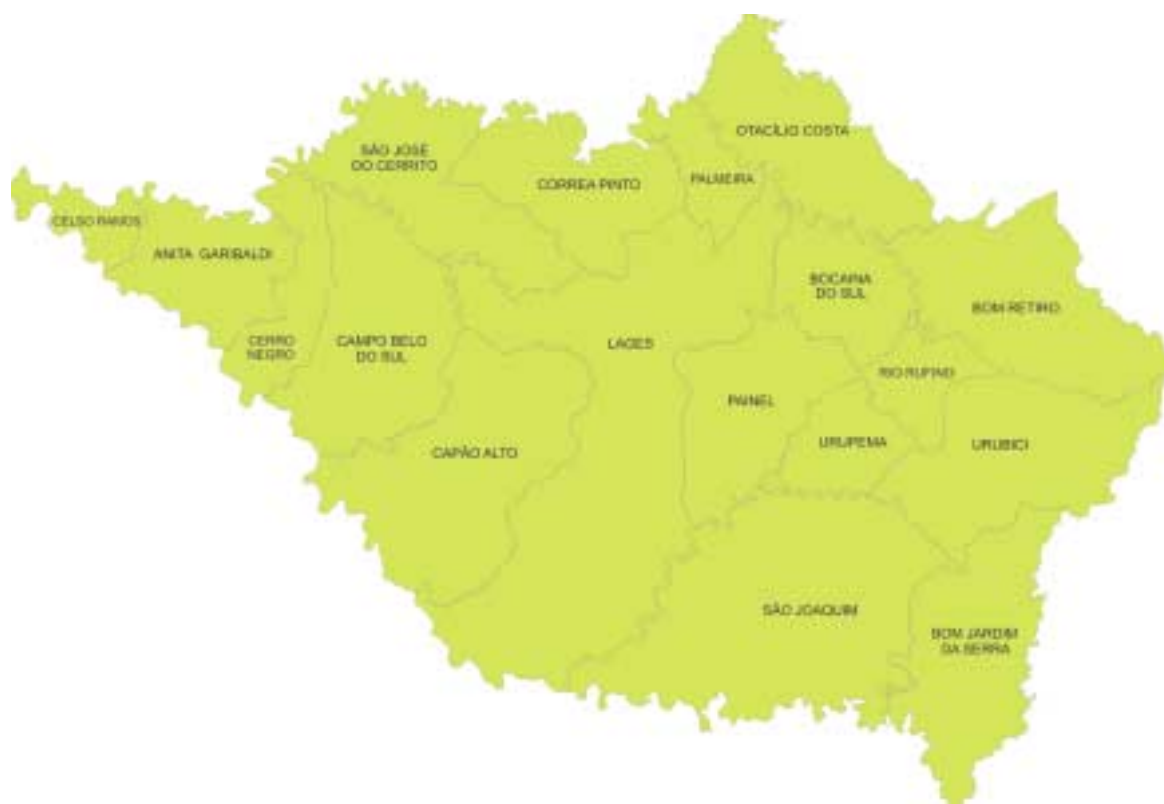 OTACÍLIO COSTA
SÃO JOSÉ
DO CERRITO
CORREA PINTO
PALMEIRA
CELSO RAMOS
ANITA GARIBALDI
BOCAINA
DO SUL
BOM RETIRO
CERRO
NEGRO
CAMPO BELO
DO SUL
LAGES
RIO RUFINO
PAINEL
CAPÃO ALTO
URUPEMA
URUBICI
SÃO JOAQUIM
BOM JARDIM
DA SERRA